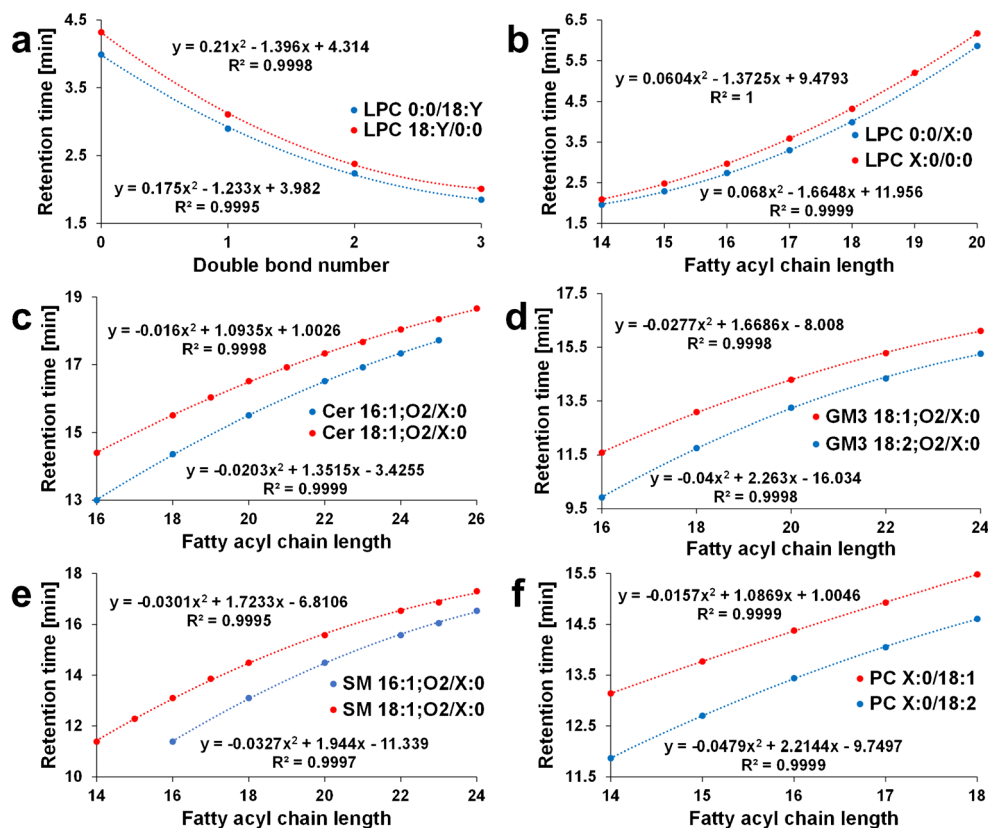 a
Retention time [min]
4.5
3.5
2.5
1.5
y = 0.21x² - 1.396x + 4.314
R² = 0.9998
LPC 0:0/18:Y
LPC 18:Y/0:0
y = 0.175x² - 1.233x + 3.982
R² = 0.9995
0
1
2
3
Double bond number
b
Retention time [min]
6.5
5.5
4.5
3.5
2.5
1.5
y = 0.0604x² - 1.3725x + 9.4793
R² = 1
LPC 0:0/X:0
LPC X:0/0:0
y = 0.068x² - 1.6648x + 11.956
R² = 0.9999
14
15
16
17
18
19
20
Fatty acyl chain length
c
Retention time [min]
19
17
15
13
y = -0.016x² + 1.0935x + 1.0026
R² = 0.9998
Cer 16:1;O2/X:0
Cer 18:1;O2/X:0
y = -0.0203x² + 1.3515x - 3.4255
R² = 0.9999
16
18
20
22
24
26
Fatty acyl chain length
d
Retention time [min]
17.5
15.5
13.5
11.5
9.5
y = -0.0277x² + 1.6686x - 8.008
R² = 0.9998
GM3 18:1;O2/X:0
GM3 18:2;O2/X:0
y = -0.04x² + 2.263x - 16.034
R² = 0.9998
16
18
20
22
24
Fatty acyl chain length
e
Retention time [min]
18
16
14
12
10
y = -0.0301x² + 1.7233x - 6.8106
R² = 0.9995
SM 16:1;O2/X:0
SM 18:1;O2/X:0
y = -0.0327x² + 1.944x - 11.339
R² = 0.9997
14
16
18
20
22
24
Fatty acyl chain length
f
Retention time [min]
15.5
14.5
13.5
12.5
11.5
y = -0.0157x² + 1.0869x + 1.0046
R² = 0.9999
PC X:0/18:1
PC X:0/18:2
y = -0.0479x² + 2.2144x - 9.7497
R² = 0.9999
14
15
16
17
18
Fatty acyl chain length